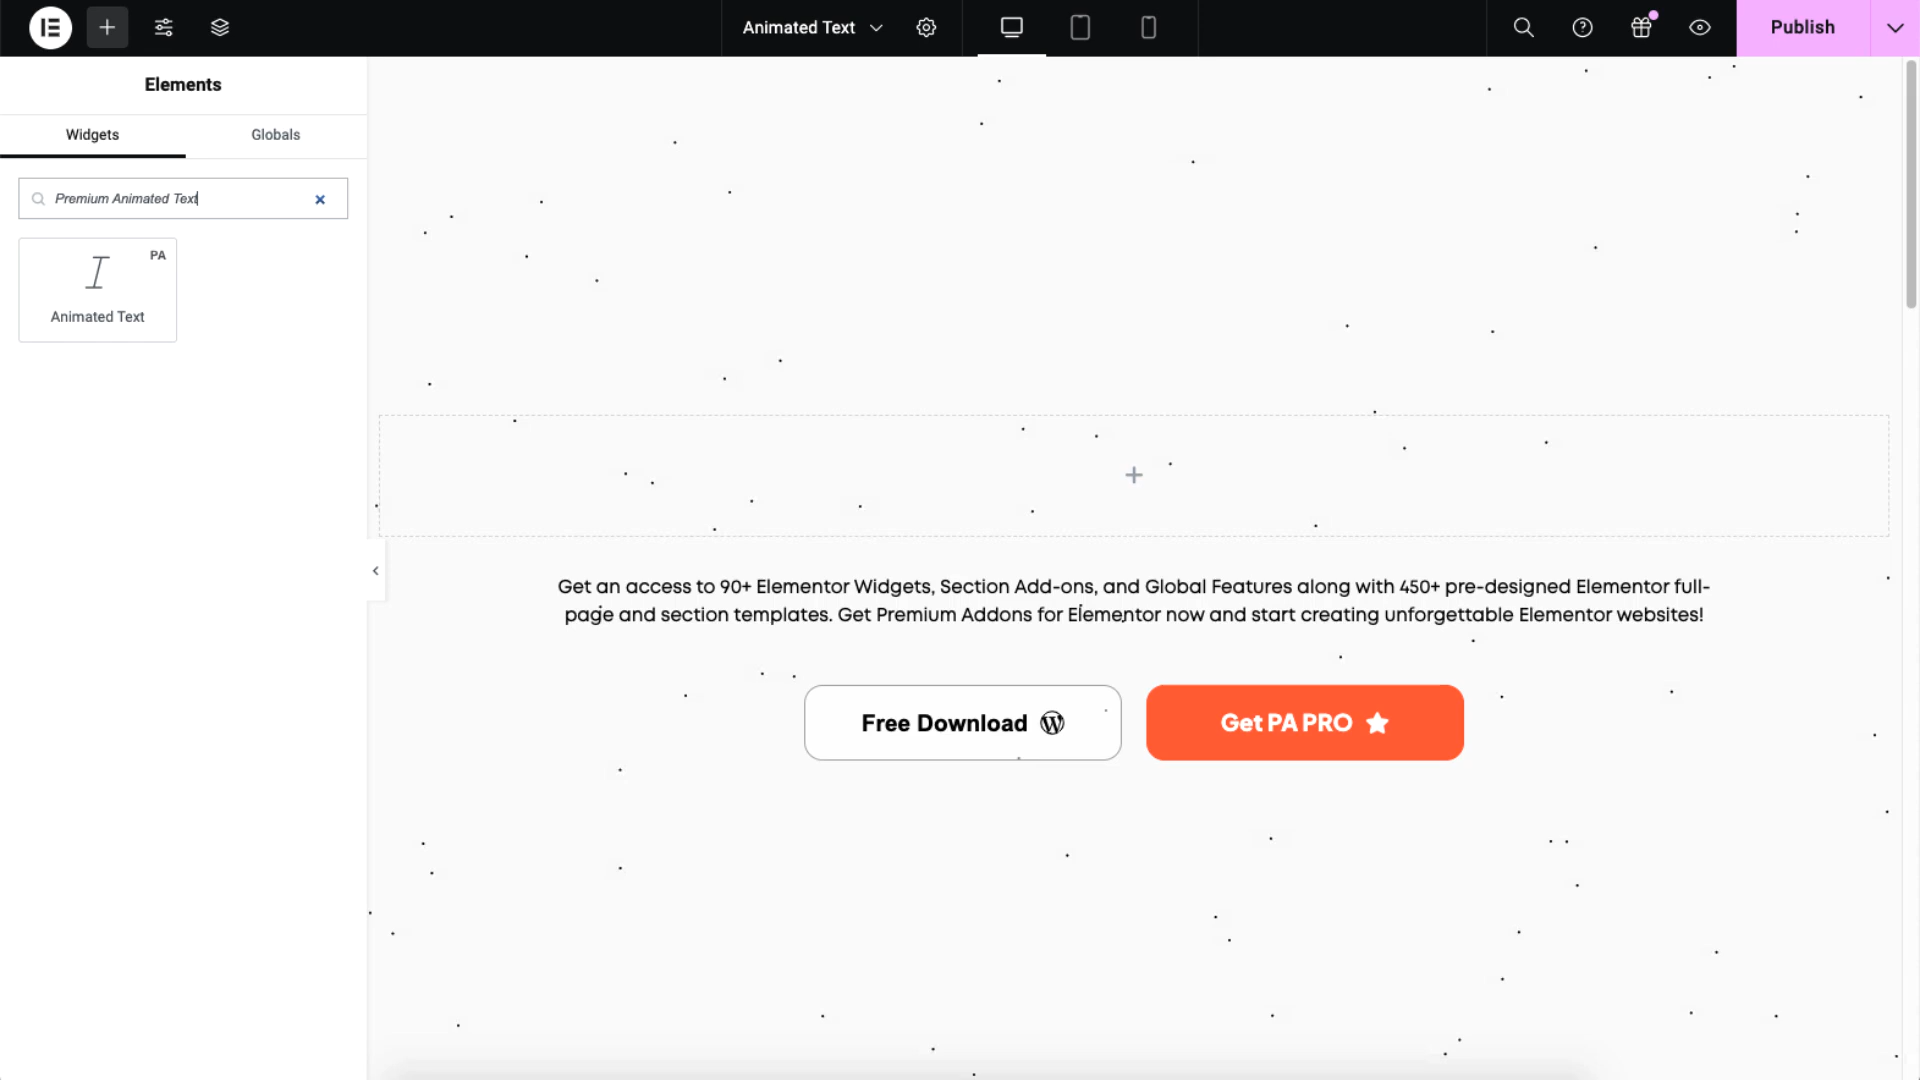 Animated Text
Publish
Elements
Widgets
Globals
Premium Animated Text
PA
Animated Text
Get an access to 90+ Elementor Widgets, Section Add-ons, and Global Features along with 450+ pre-designed Elementor full-
page and section templates. Get Premium Addons for Elementor now and start creating unforgettable Elementor websites!
Free Download
Get PA PRO